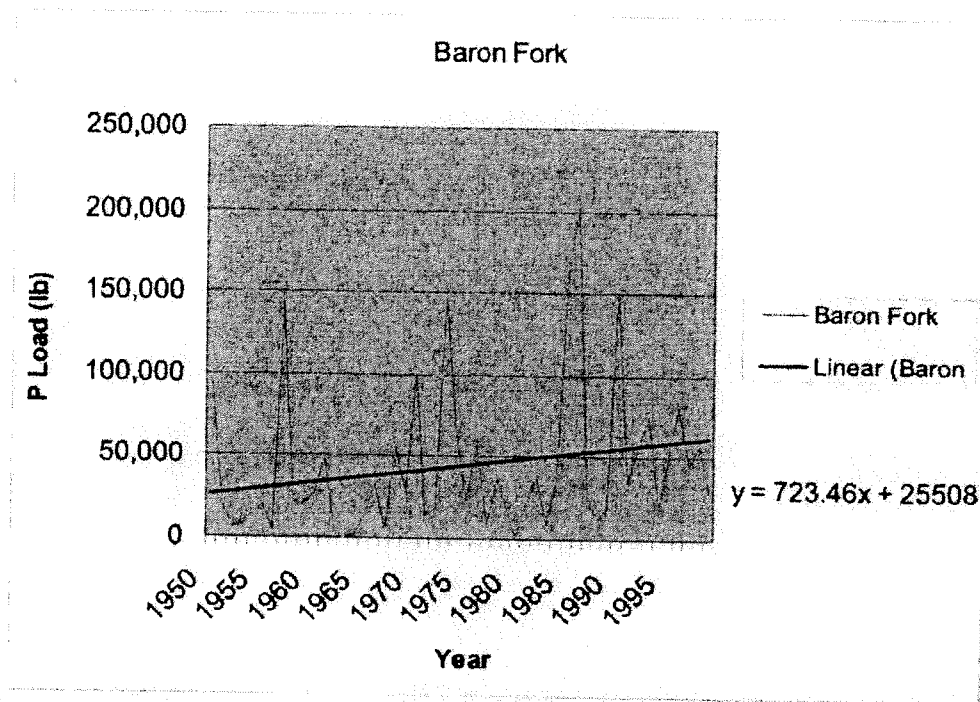 Baron Fork
250,000
200,000
150,000
100,000
50,000
0
P Load (lb)
1950
1955
1960
1965
1970
1975
1980
1985
1990
1995
Year
Baron Fork
Linear (Baron
y = 723.46x + 25508